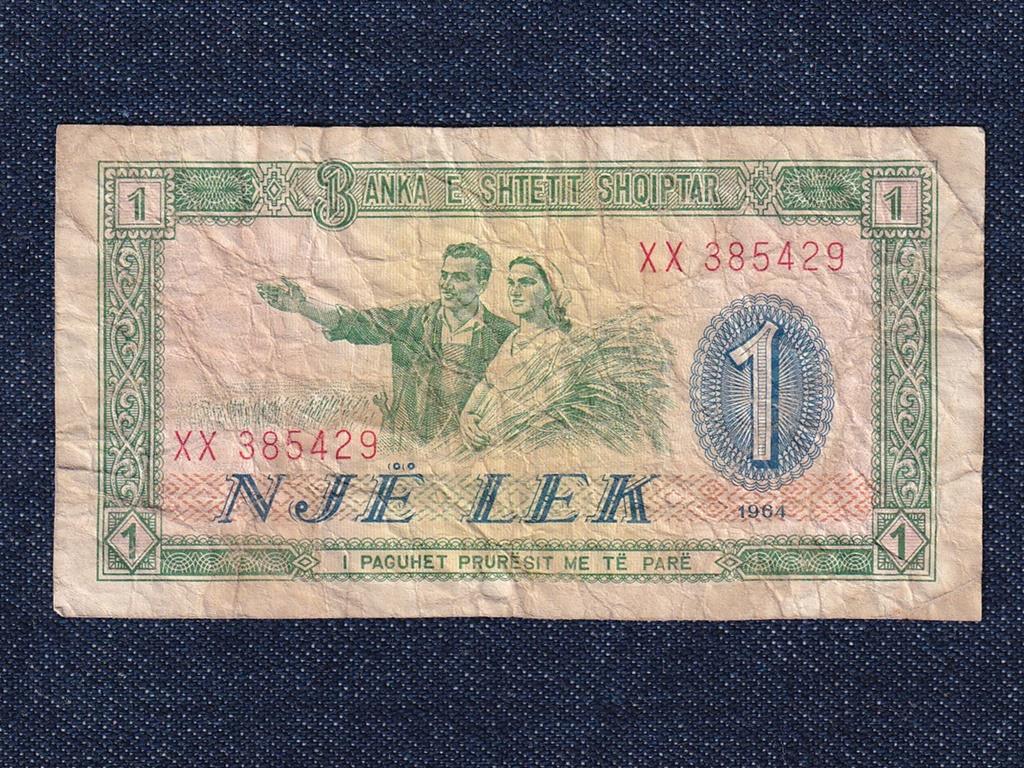 1 BANKA E SHTETIT SHQIPTAR 1
XX 385429
1
XX 385429
NJË LEK
1964
1 I PAGUHET PRURËSIT ME TË PARË 1